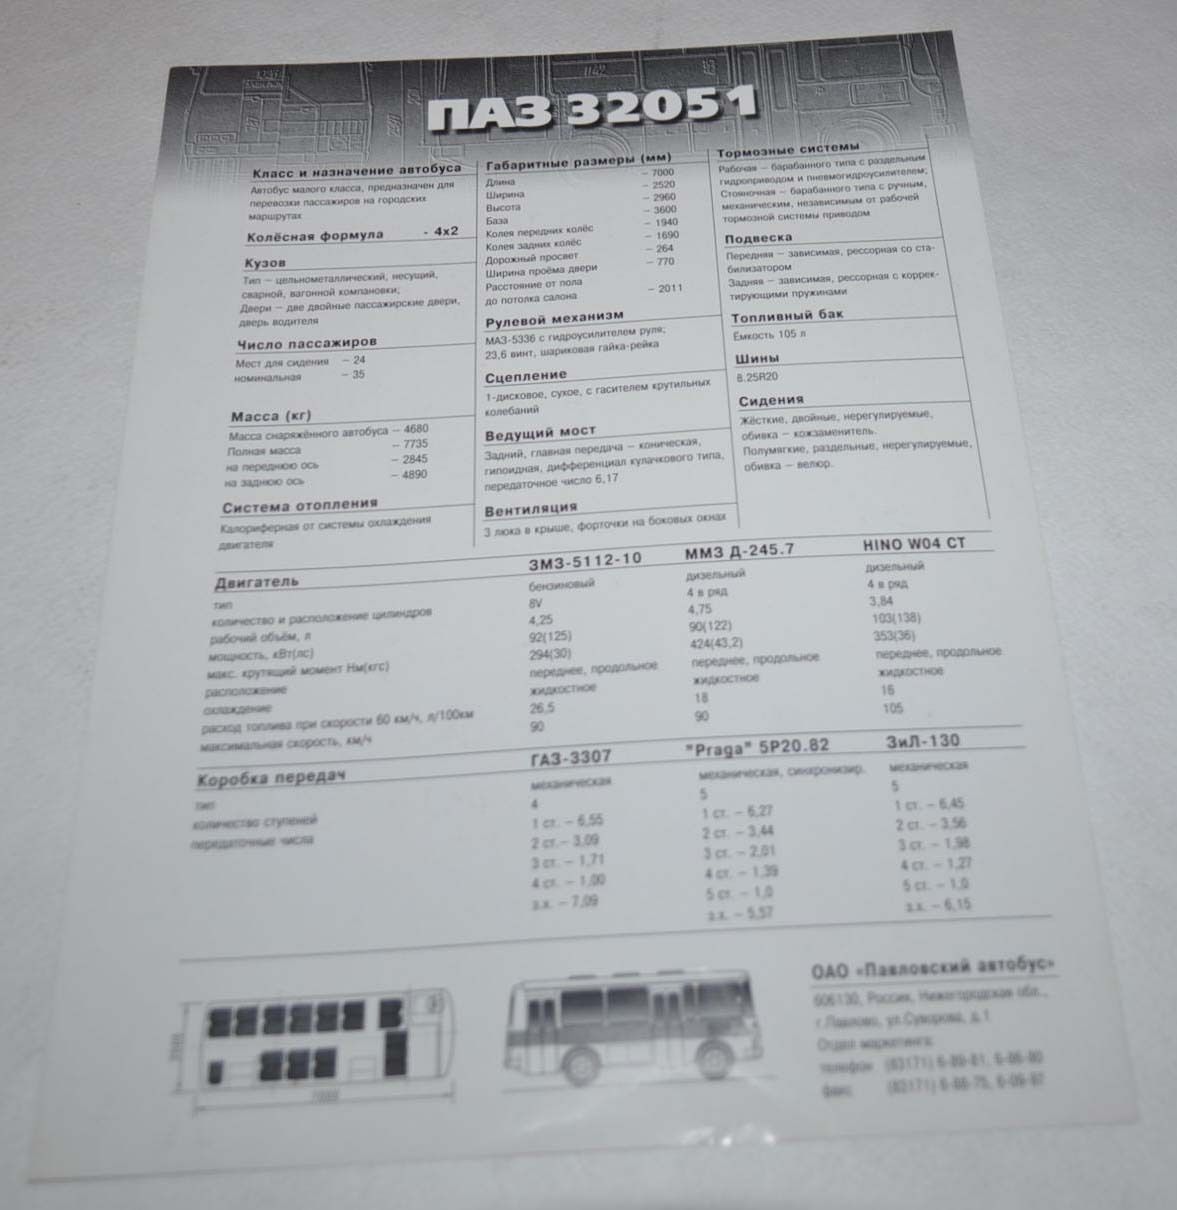 ПАЗ 32051
Класс и назначение автобуса
Автобус малого класса, предназначен для
перевозки пассажиров на городских
маршрутах
Колёсная формула - 4x2
Кузов
Тип – цельнометаллический, несущий,
сварной, вагонной компановки;
Двери – две двойные пассажирские двери,
дверь водителя
Число пассажиров
Мест для сидения – 24
номинальная – 35
Масса (кг)
Масса снаряжённого автобуса – 4680
Полная масса – 7735
на переднюю ось – 2845
на заднюю ось – 4890
Система отопления
Калориферная от системы охлаждения
двигателя
Габаритные размеры (мм)
Длина – 7000
Ширина – 2520
Высота – 2960
База – 3600
Колея передних колёс – 1940
Колея задних колёс – 1690
Дорожный просвет – 264
Ширина проёма двери – 770
Расстояние от пола
до потолка салона – 2011
Рулевой механизм
МАЗ-5336 с гидроусилителем руля;
23,6 винт, шариковая гайка-рейка
Сцепление
1-дисковое, сухое, с гасителем крутильных
колебаний
Ведущий мост
Задний, главная передача – коническая,
гипоидная, дифференциал кулачкового типа,
передаточное число 6,17
Вентиляция
3 люка в крыше, форточки на боковых окнах
Тормозные системы
Рабочая – барабанного типа с раздельным
гидроприводом и пневмогидроусилителем;
Стояночная – барабанного типа с ручным,
механическим, независимым от рабочей
тормозной системы приводом
Подвеска
Передняя – зависимая, рессорная со ста-
билизатором
Задняя – зависимая, рессорная с коррек-
тирующими пружинами
Топливный бак
Ёмкость 105 л
Шины
8.25R20
Сидения
Жёсткие, двойные, нерегулируемые,
обивка – кожзаменитель.
Полумягкие, раздельные, нерегулируемые,
обивка – велюр.
Двигатель ЗМЗ-5112-10 ММЗ Д-245.7 HINO W04 CT
тип бензиновый дизельный дизельный
количество и расположение цилиндров 8V 4 в ряд 4 в ряд
рабочий объём, л 4,25 4,75 3,84
мощность, кВт(лс) 92(125) 90(122) 103(138)
макс. крутящий момент Нм(кгс) 294(30) 424(43,2) 353(36)
расположение переднее, продольное переднее, продольное переднее, продольное
охлаждение жидкостное жидкостное жидкостное
расход топлива при скорости 60 км/ч, л/100км 26,5 18 16
максимальная скорость, км/ч 90 90 105
Коробка передач ГАЗ-3307 "Praga" 5P20.82 ЗиЛ-130
тип механическая механическая, синхронизир. механическая
количество ступеней 4 5 5
передаточные числа 1 ст. – 6,55 1 ст. – 6,27 1 ст. – 6,45
2 ст.– 3,09 2 ст. – 3,44 2 ст. – 3,56
3 ст. – 1,71 3 ст. – 2,01 3 ст. – 1,98
4 ст. – 1,00 4 ст. – 1,39 4 ст. – 1,27
з.х. – 7,09 5 ст. – 1,0 5 ст. – 1,0
з.х. – 5,57 з.х. – 6,15
7000
ОАО «Павловский автобус»
606130, Россия, Нижегородская обл.,
г.Павлово, ул.Суворова, д.1
Отдел маркетинга:
телефон (83171)
факс (83171)